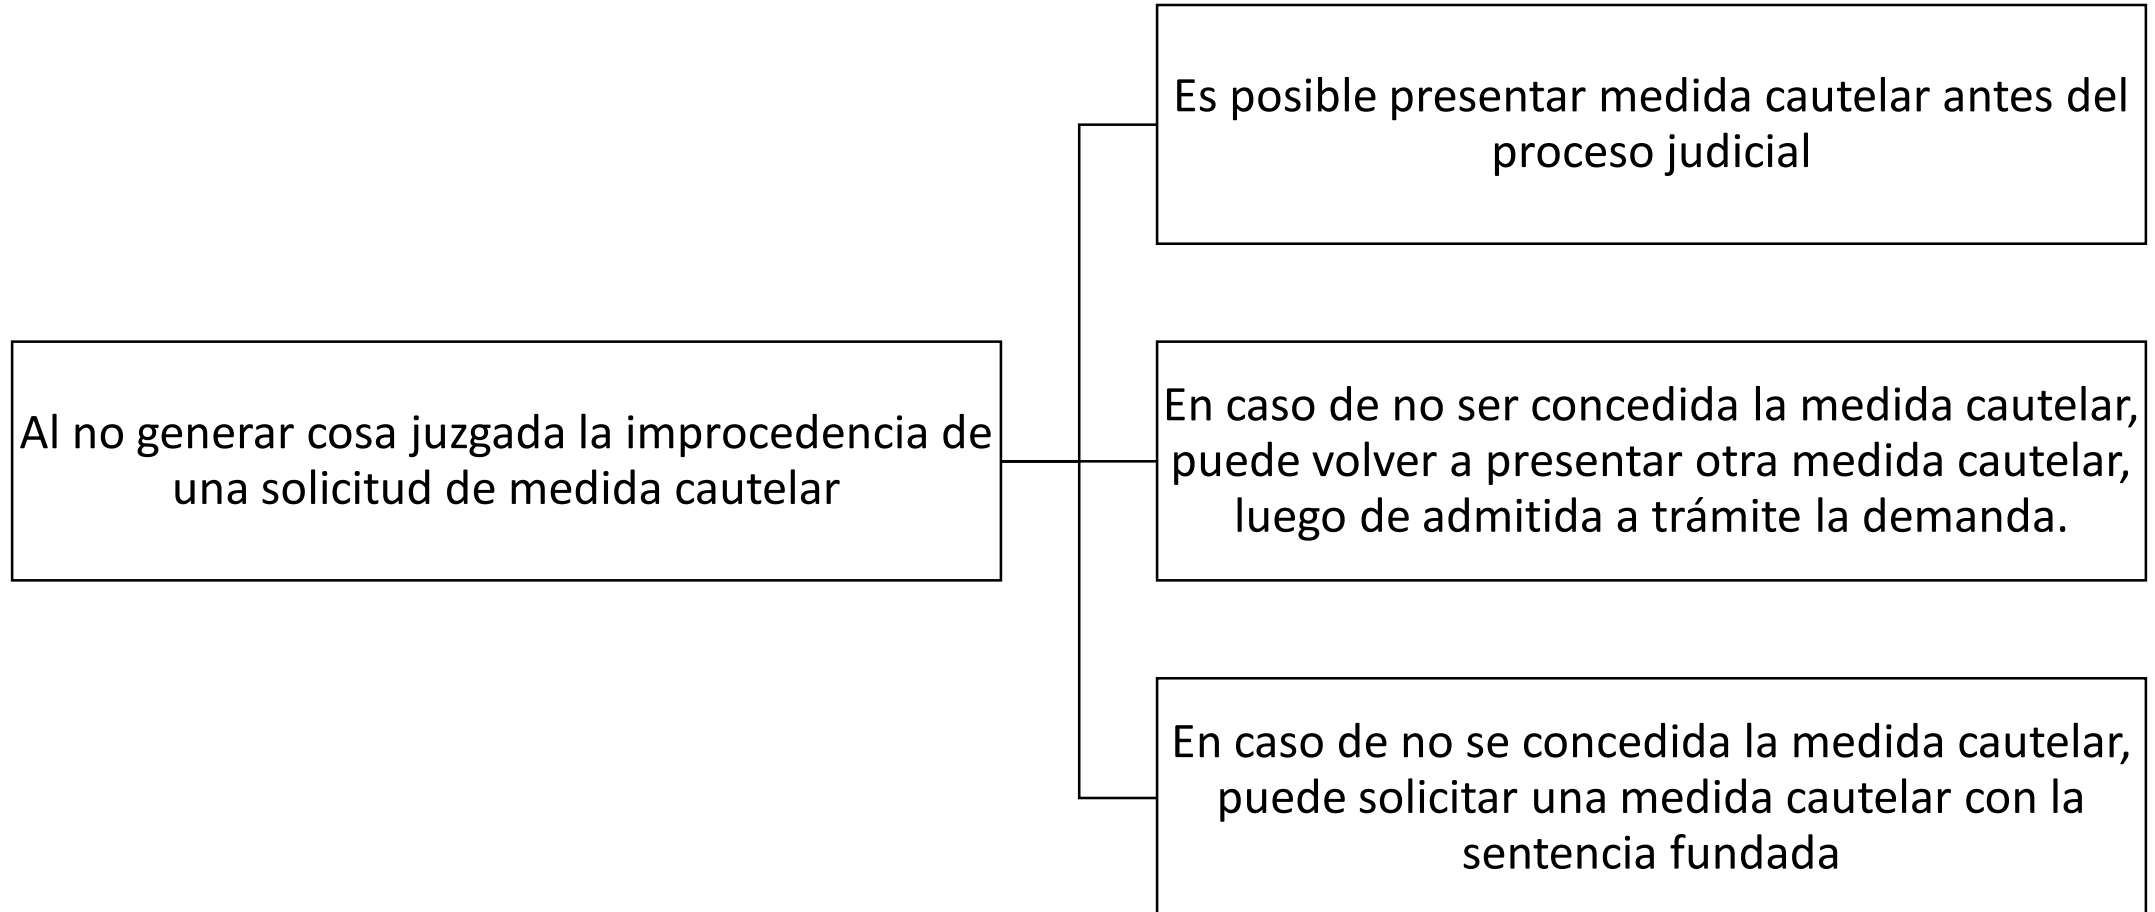 Al no generar cosa juzgada la improcedencia de
una solicitud de medida cautelar
Es posible presentar medida cautelar antes del
proceso judicial
En caso de no ser concedida la medida cautelar,
puede volver a presentar otra medida cautelar,
luego de admitida a trámite la demanda.
En caso de no se concedida la medida cautelar,
puede solicitar una medida cautelar con la
sentencia fundada